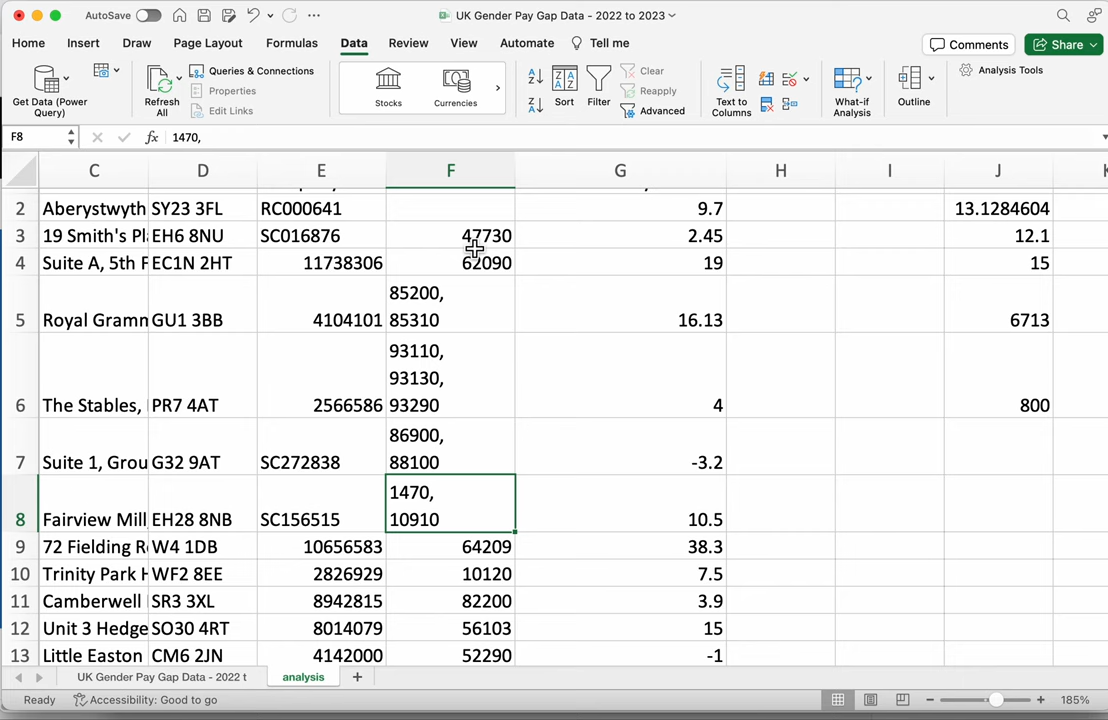 AutoSave
UK Gender Pay Gap Data - 2022 to 2023
Home Insert Draw Page Layout Formulas Data Review View Automate Tell me
Comments Share
Get Data (Power
Query)
Refresh
All
Queries & Connections
Properties
Edit Links
Stocks Currencies
Sort Filter
Clear
Reapply
Advanced
Text to
Columns
What-if
Analysis
Outline
Analysis Tools
F8 fx 1470,
C D E F G H I J
2 Aberystwyth SY23 3FL RC000641 9.7 13.1284604
3 19 Smith's EH6 8NU SC016876 47730 2.45 12.1
4 Suite A, 5th EC1N 2HT 11738306 62090 19 15
85200,
5 Royal GU1 3BB 4104101 85310 16.13 6713
93110,
93130,
6 The Stables, PR7 4AT 2566586 93290 4 800
86900,
7 Suite 1, G32 9AT SC272838 88100 -3.2
1470,
8 Fairview Mill EH28 8NB SC156515 10910 10.5
9 72 Fielding W4 1DB 10656583 64209 38.3
10 Trinity Park WF2 8EE 2826929 10120 7.5
11 Camberwell SR3 3XL 8942815 82200 3.9
12 Unit 3 Hedge SO30 4RT 8014079 56103 15
13 Little Easton CM6 2JN 4142000 52290 -1
UK Gender Pay Gap Data - 2022 t analysis
Ready Accessibility: Good to go 185%